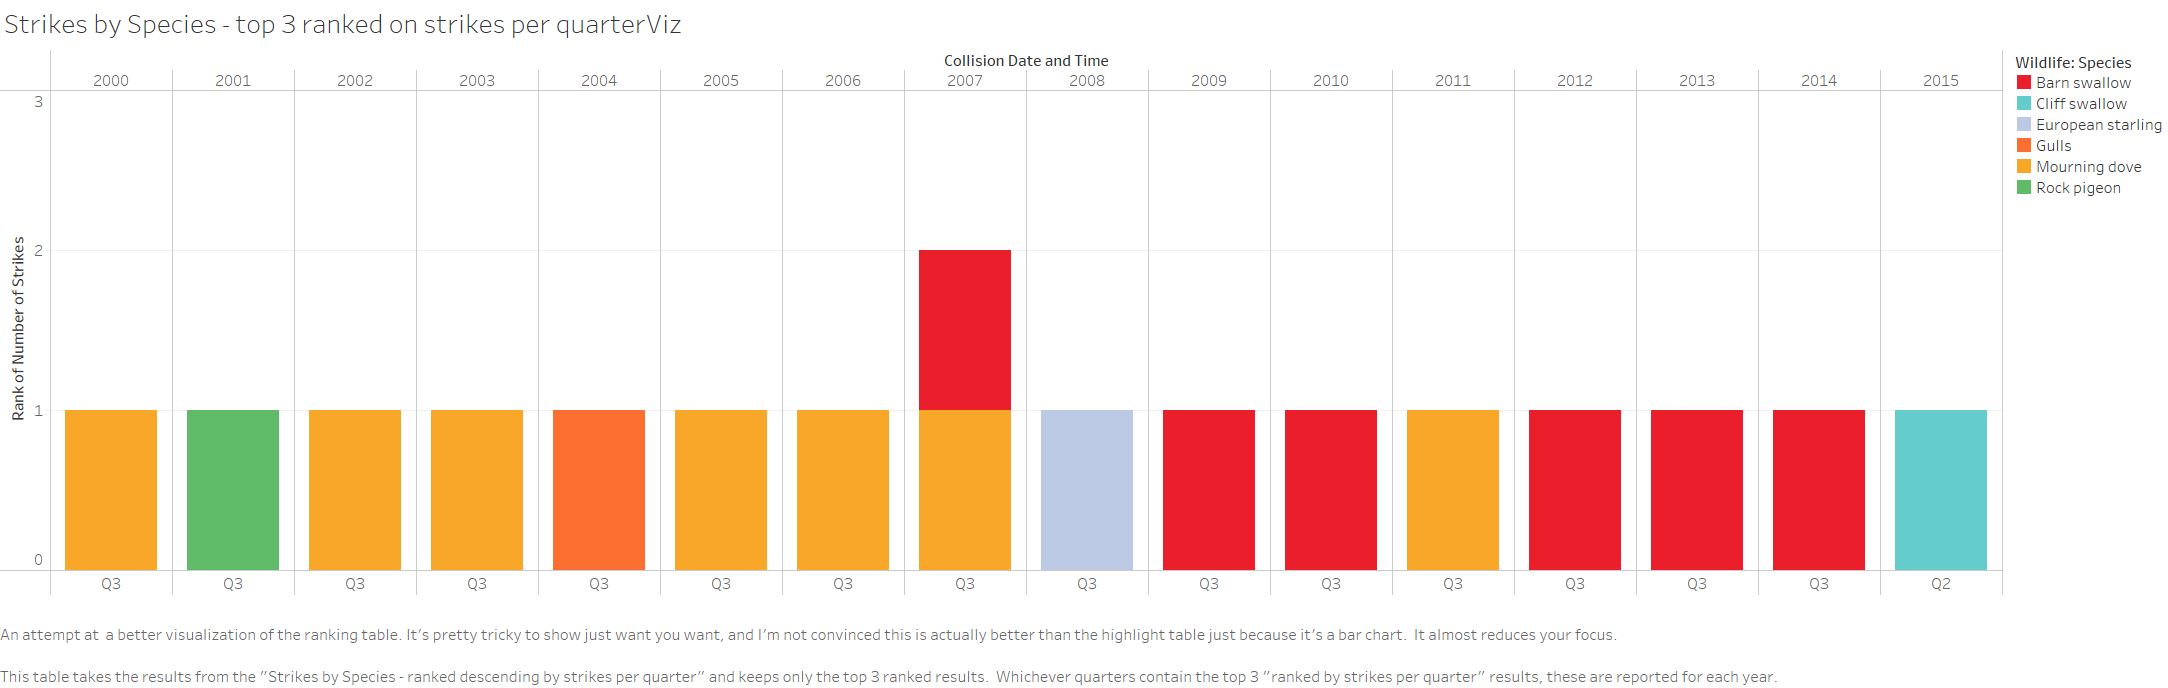 Strikes by Species - top 3 ranked on strikes per quarterViz
Collision Date and Time
2000 2001 2002 2003 2004 2005 2006 2007 2008 2009 2010 2011 2012 2013 2014 2015
Wildlife: Species
Barn swallow
Cliff swallow
European starling
Gulls
Mourning dove
Rock pigeon
Rank of Number of Strikes
3
2
1
0
Q3 Q3 Q3 Q3 Q3 Q3 Q3 Q3 Q3 Q3 Q3 Q3 Q3 Q3 Q3 Q2
An attempt at  a better visualization of the ranking table. It's pretty tricky to show just want you want, and I'm not convinced this is actually better than the highlight table just because it's a bar chart.  It almost reduces your focus.
This table takes the results from the "Strikes by Species - ranked descending by strikes per quarter" and keeps only the top 3 ranked results.  Whichever quarters contain the top 3 "ranked by strikes per quarter" results, these are reported for each year.